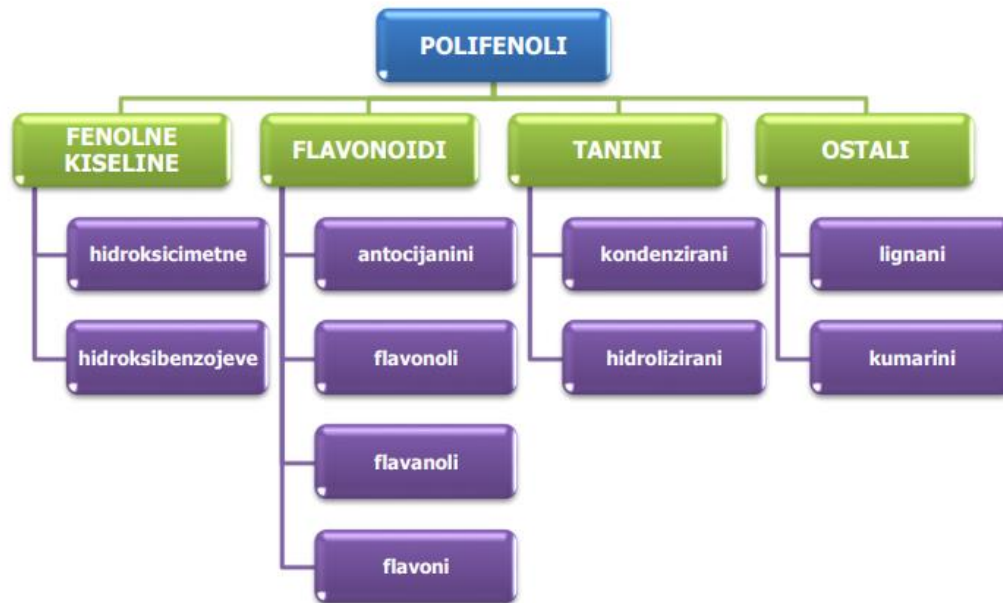 POLIFENOLI
FENOLNE
KISELINE
hidroksicimetne
hidroksibenzojeve
FLAVONOIDI
antocijanini
flavonoli
flavanoli
flavoni
TANINI
kondenzirani
hidrolizirani
OSTALI
lignani
kumarini